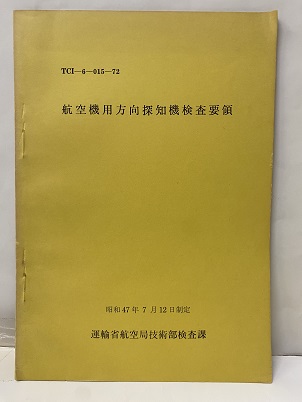 TCI—6—015—72
航空機用方向探知機検査要領
昭和47年7月12日制定
運輸省航空局技術部検査課